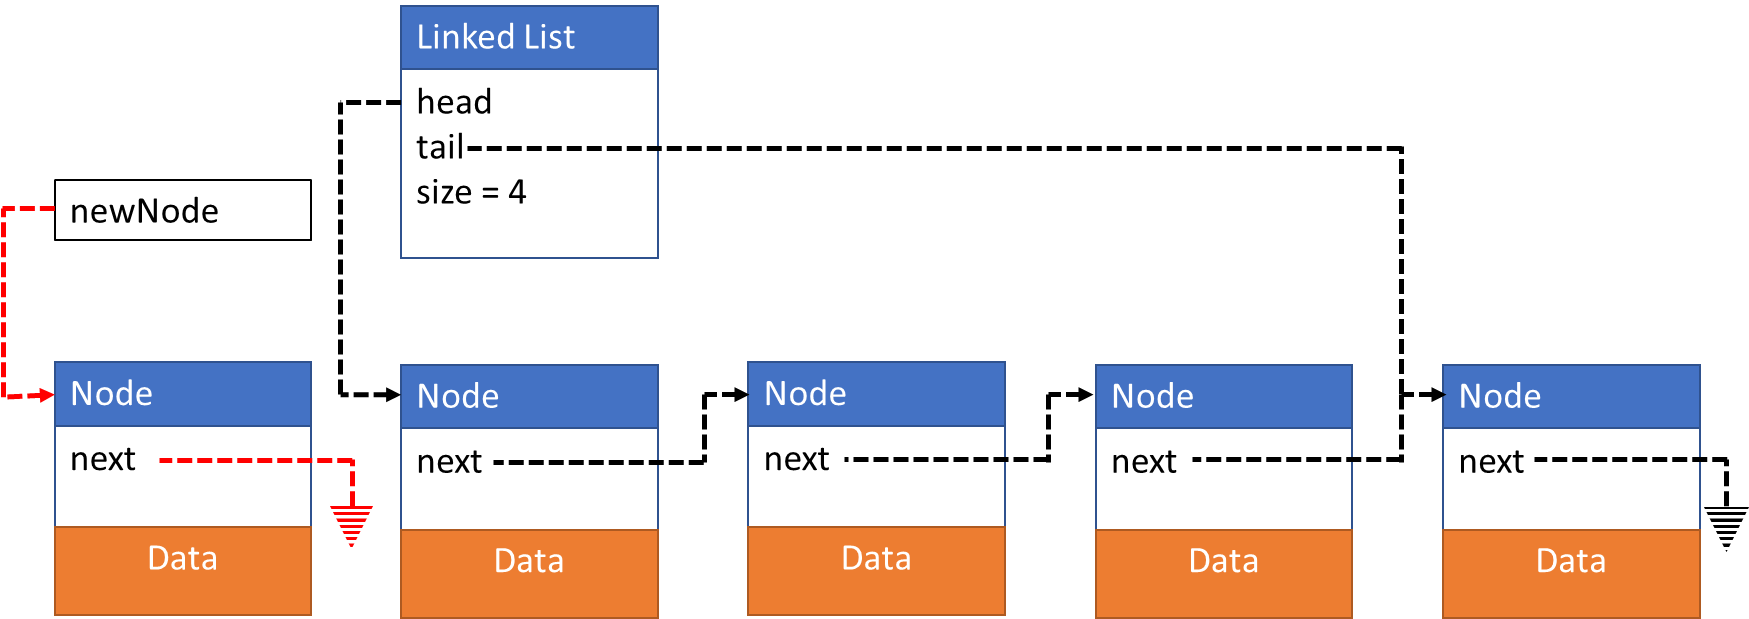 Linked List
head
tail
size = 4
newNode
Node
next
Data
Node
next
Data
Node
next
Data
Node
next
Data
Node
next
Data